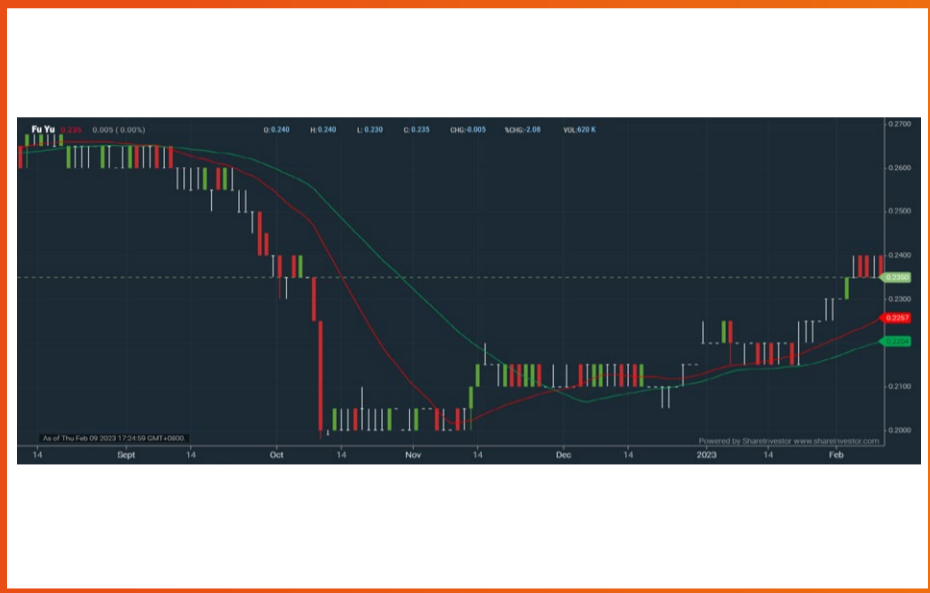 Fu Yu 0.235 0.005 ( 0.00%) O:0.240 H:0.240 L: 0.230 C: 0.235 CHG:-0.005 %CHG:-2.08 VOL:620 K
0.2700
0.2600
0.2500
0.2400
0.2350
0.2300
0.2257
0.2204
0.2100
0.2000
As of Thu Feb 09 2023 17:24:59 GMT+0800.
Powered by ShareInvestor www.shareinvestor.com
14 Sept 14 Oct 14 Nov 14 Dec 14 2023 14 Feb